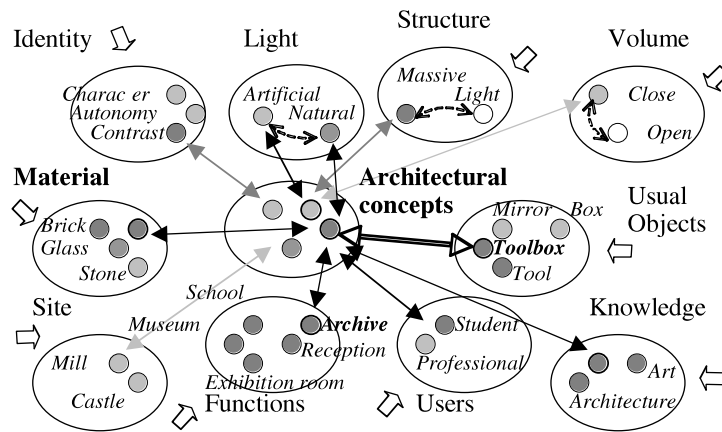 Identity
Light
Structure
Volume
Charac er
Autonomy
Contrast
Artificial
Natural
Massive
Light
Close
Open
Material
Architectural
concepts
Usual
Objects
Brick
Glass
Stone
Mirror Box
Toolbox
Tool
Site
School
Museum
Archive
Reception
Exhibition room
Student
Professional
Knowledge
Mill
Castle
Art
Architecture
Functions
Users